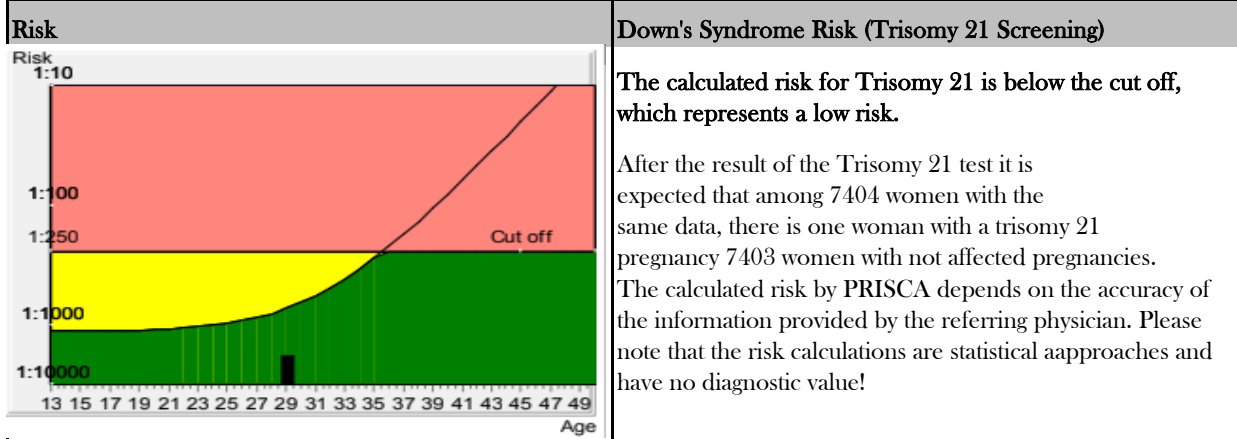 Risk
Risk
1:10
1:100
1:250
Cut off
1:1000
1:10000
13 15 17 19 21 23 25 27 29 31 33 35 37 39 41 43 45 47 49
Age
Down's Syndrome Risk (Trisomy 21 Screening)
The calculated risk for Trisomy 21 is below the cut off,
which represents a low risk.
After the result of the Trisomy 21 test it is
expected that among 7404 women with the
same data, there is one woman with a trisomy 21
pregnancy 7403 women with not affected pregnancies.
The calculated risk by PRISCA depends on the accuracy of
the information provided by the referring physician. Please
note that the risk calculations are statistical aapproaches and
have no diagnostic value!